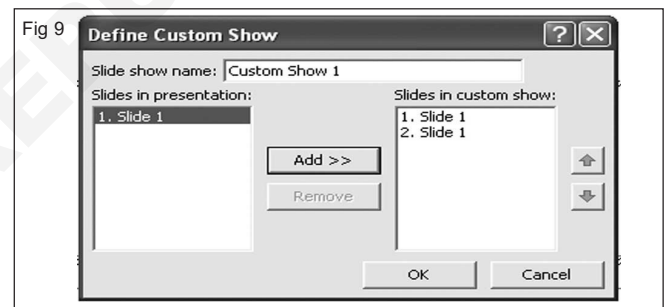 Fig 9
Define Custom Show
Slide show name: Custom Show 1
Slides in presentation:
1. Slide 1
Add >>
Remove
Slides in custom show:
1. Slide 1
2. Slide 1
OK
Cancel